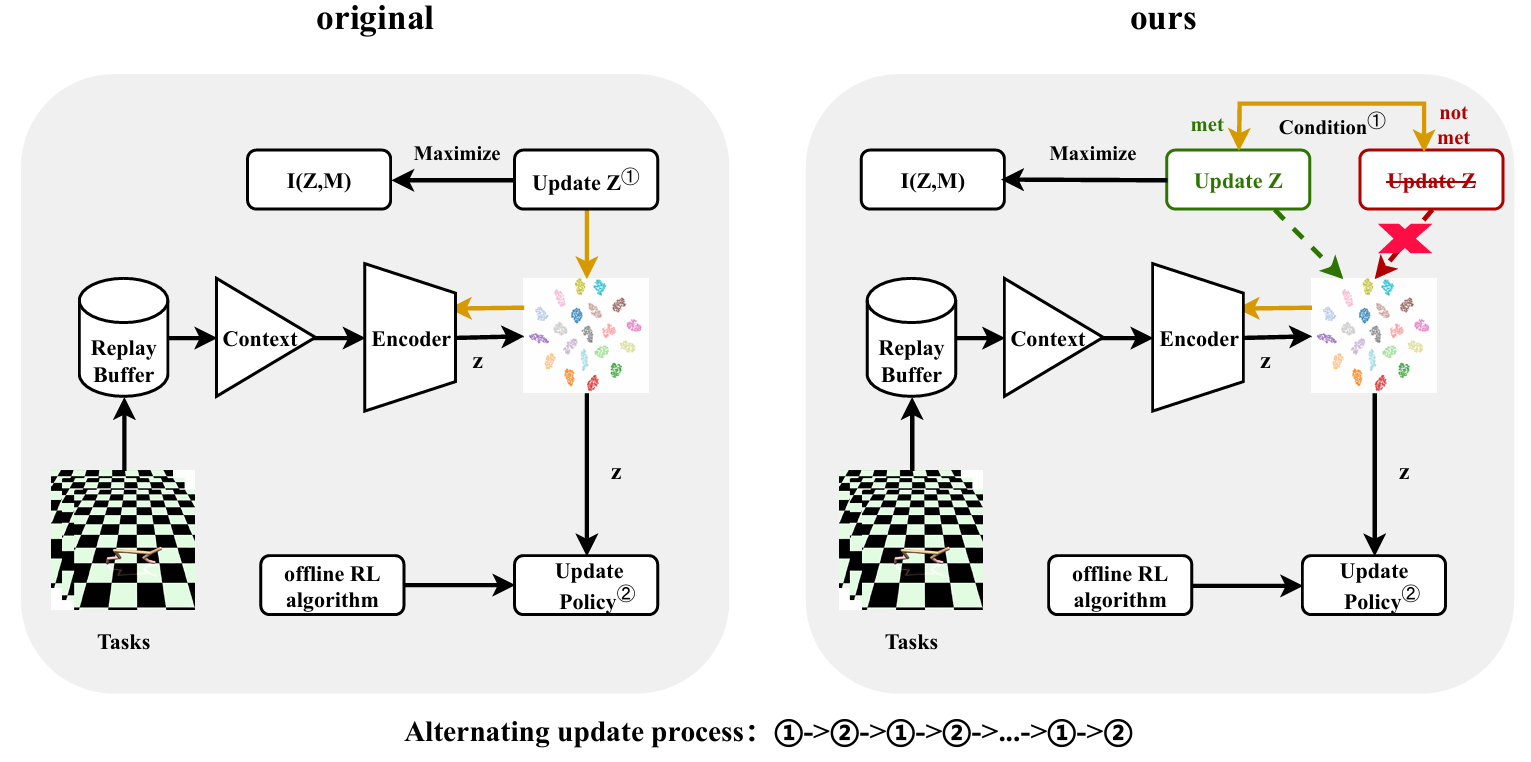 original
Maximize
I(Z,M)
Update Z①
Replay
Buffer
Context
Encoder
z
z
offline RL
algorithm
Update
Policy②
Tasks
ours
met
Condition①
not
met
Maximize
I(Z,M)
Update Z
Update Z
Replay
Buffer
Context
Encoder
z
z
offline RL
algorithm
Update
Policy②
Tasks
Alternating update process: ①->②->①->②->...->①->②